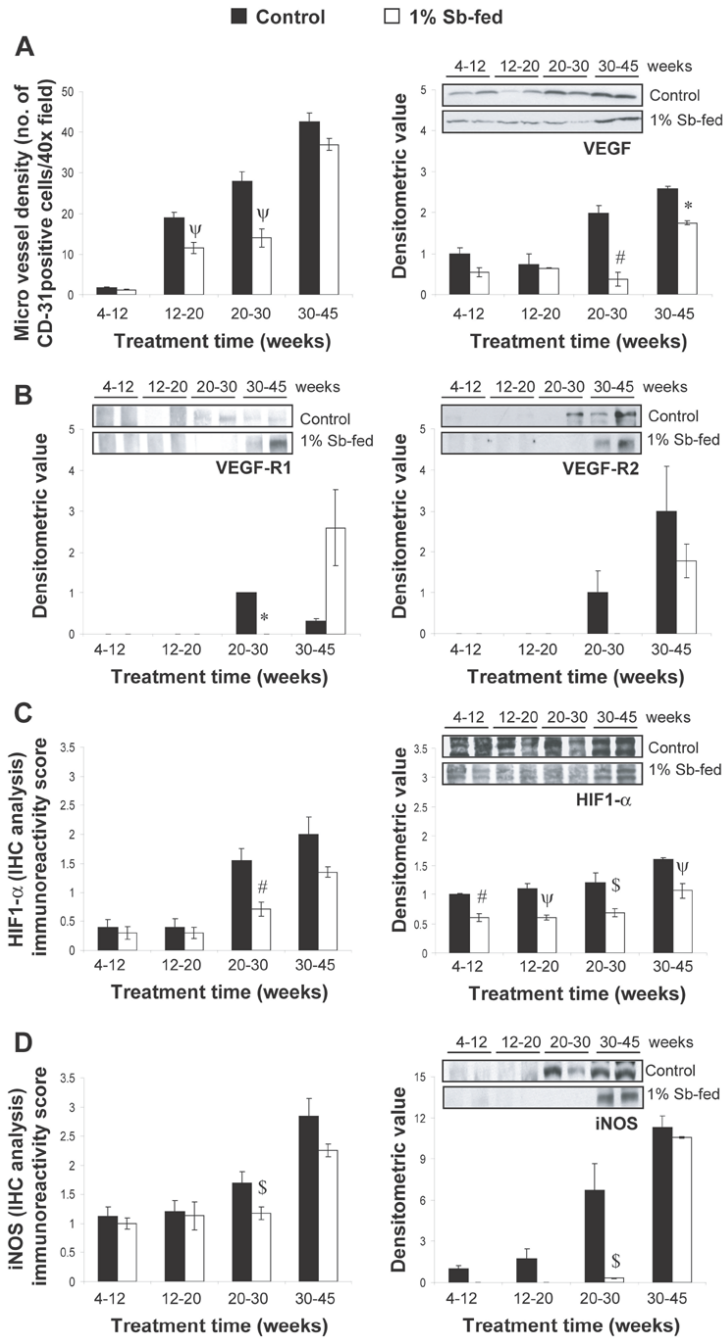 Control 1% Sb-fed
A
Micro vessel density (no. of
CD-31positive cells/40x field)
50
40
30
20
10
0
ψ
ψ
4-12 12-20 20-30 30-45
Treatment time (weeks)
4-12 12-20 20-30 30-45 weeks
Control
1% Sb-fed
VEGF
Densitometric value
5
4
3
2
1
0
#
*
4-12 12-20 20-30 30-45
Treatment time (weeks)
B
4-12 12-20 20-30 30-45 weeks
Control
1% Sb-fed
VEGF-R1
Densitometric value
5
4
3
2
1
0
*
4-12 12-20 20-30 30-45
Treatment time (weeks)
4-12 12-20 20-30 30-45 weeks
Control
1% Sb-fed
VEGF-R2
Densitometric value
5
4
3
2
1
0
4-12 12-20 20-30 30-45
Treatment time (weeks)
C
HIF1-α (IHC analysis)
immunoreactivity score
3.5
3
2.5
2
1.5
1
0.5
0
#
4-12 12-20 20-30 30-45
Treatment time (weeks)
4-12 12-20 20-30 30-45 weeks
Control
1% Sb-fed
HIF1-α
Densitometric value
3.5
3
2.5
2
1.5
1
0.5
0
# ψ $ ψ
4-12 12-20 20-30 30-45
Treatment time (weeks)
D
iNOS (IHC analysis)
immunoreactivity score
3.5
3
2.5
2
1.5
1
0.5
0
$
4-12 12-20 20-30 30-45
Treatment time (weeks)
4-12 12-20 20-30 30-45 weeks
Control
1% Sb-fed
iNOS
Densitometric value
15
12
9
6
3
0
$
4-12 12-20 20-30 30-45
Treatment time (weeks)